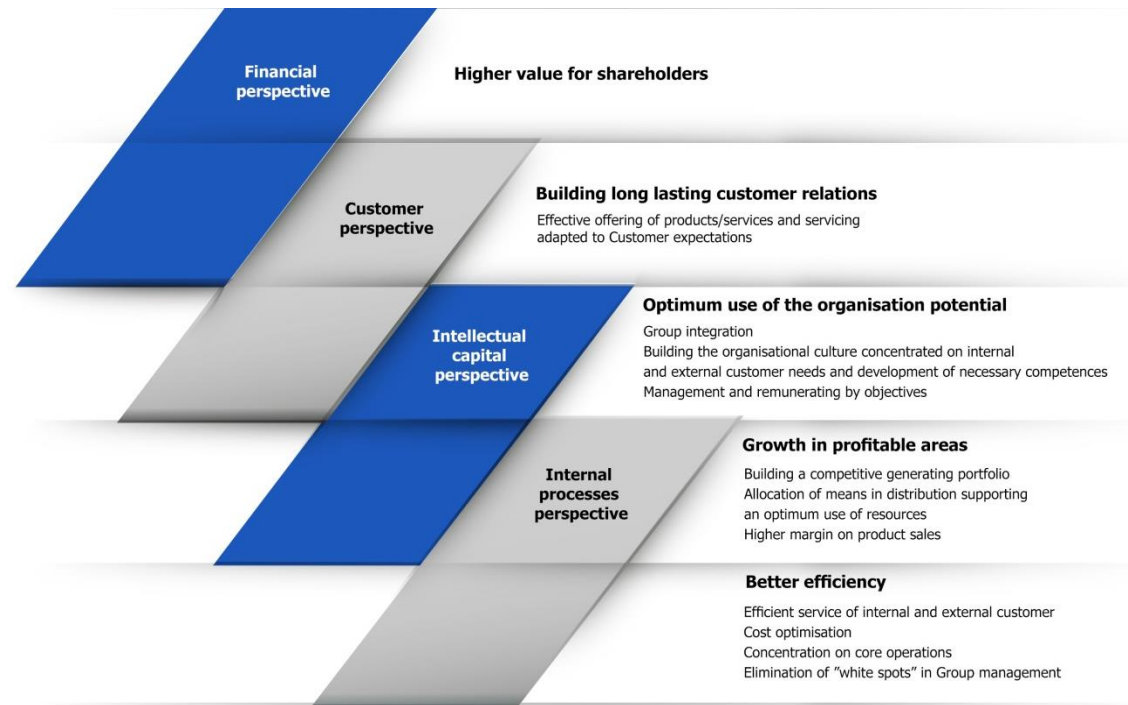 Financial
perspective
Higher value for shareholders
Customer
perspective
Building long lasting customer relations
Effective offering of products/services and servicing
adapted to Customer expectations
Intellectual
capital
perspective
Optimum use of the organisation potential
Group integration
Building the organisational culture concentrated on internal
and external customer needs and development of necessary competences
Management and remunerating by objectives
Internal
processes
perspective
Growth in profitable areas
Building a competitive generating portfolio
Allocation of means in distribution supporting
an optimum use of resources
Higher margin on product sales
Better efficiency
Efficient service of internal and external customer
Cost optimisation
Concentration on core operations
Elimination of ”white spots” in Group management